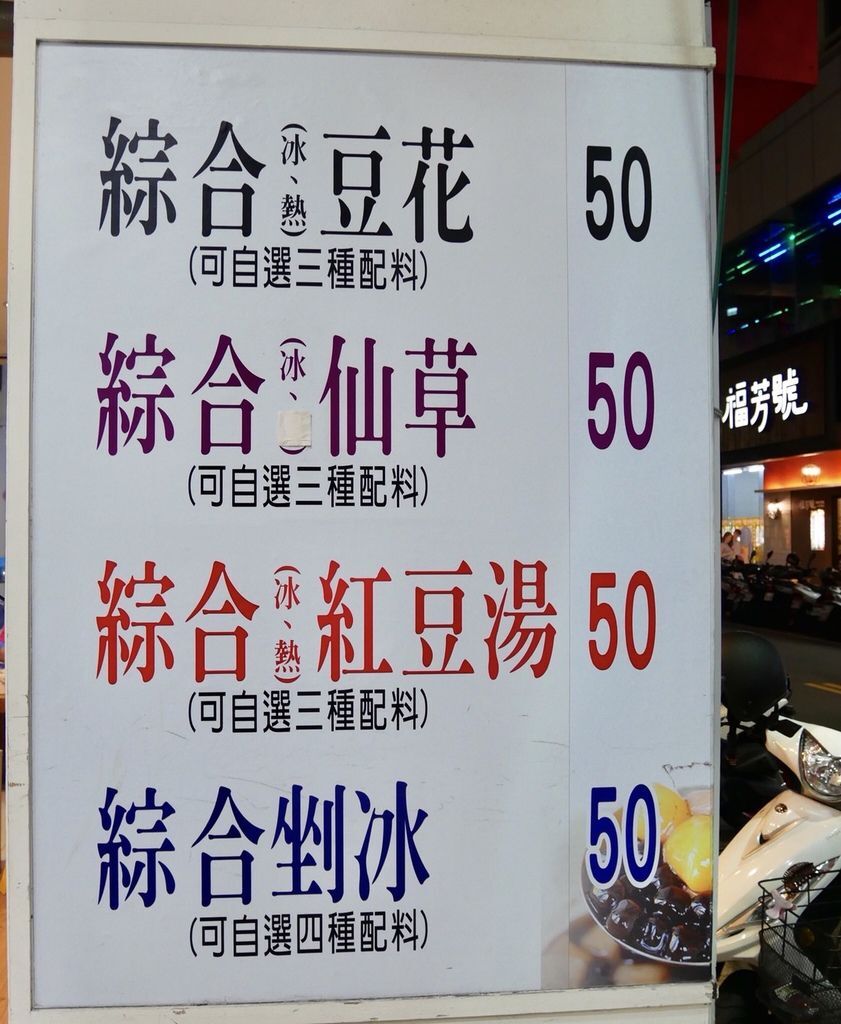 綜合(冰、熱)豆花 50
(可自選三種配料)
綜合(冰、)仙草 50
(可自選三種配料)
綜合(冰、熱)紅豆湯 50
(可自選三種配料)
綜合剉冰 50
(可自選四種配料)
福芳號